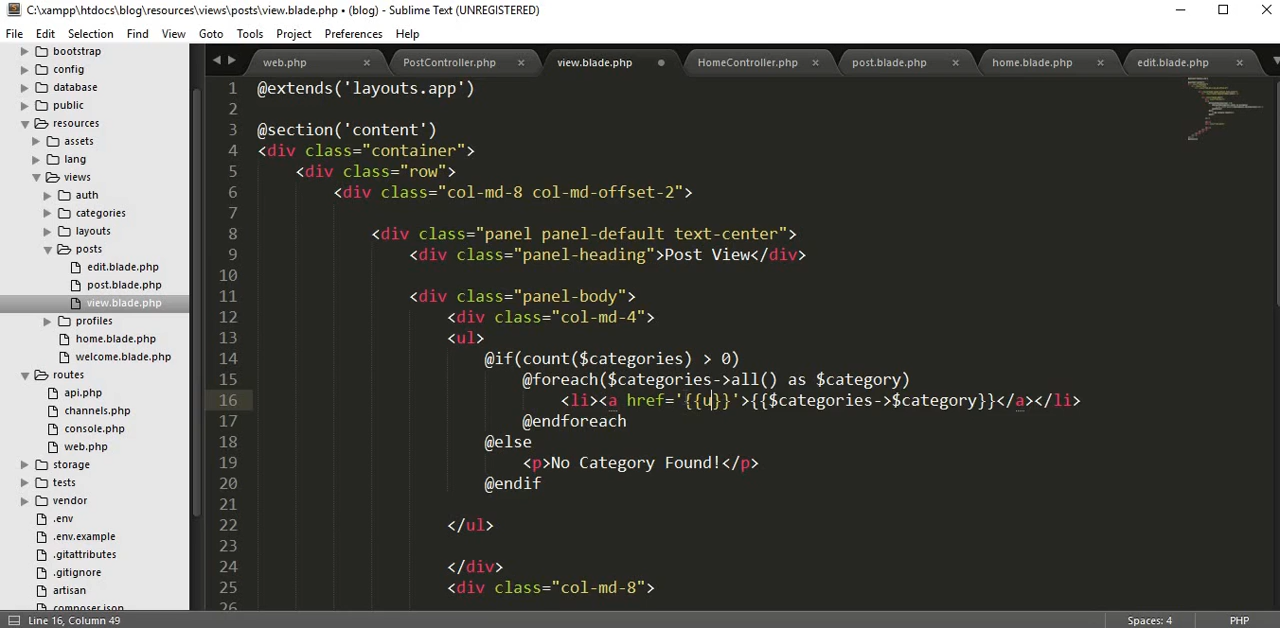 C:\xampp\htdocs\blog\resources\views\posts\view.blade.php • (blog) - Sublime Text (UNREGISTERED)
File Edit Selection Find View Goto Tools Project Preferences Help
bootstrap
config
database
public
resources
assets
lang
views
auth
categories
layouts
posts
edit.blade.php
post.blade.php
view.blade.php
profiles
home.blade.php
welcome.blade.php
routes
api.php
channels.php
console.php
web.php
storage
tests
vendor
.env
.env.example
.gitattributes
.gitignore
artisan
composer.json
web.php PostController.php view.blade.php HomeController.php post.blade.php home.blade.php edit.blade.php
1 @extends('layouts.app')
2
3 @section('content')
4 <div class="container">
5 <div class="row">
6 <div class="col-md-8 col-md-offset-2">
7
8 <div class="panel panel-default text-center">
9 <div class="panel-heading">Post View</div>
10
11 <div class="panel-body">
12 <div class="col-md-4">
13 <ul>
14 @if(count($categories) > 0)
15 @foreach($categories->all() as $category)
16 <li><a href='{{u}}'>{{$categories->$category}}</a></li>
17 @endforeach
18 @else
19 <p>No Category Found!</p>
20 @endif
21
22 </ul>
23
24 </div>
25 <div class="col-md-8">
26
Line 16, Column 49 Spaces: 4 PHP